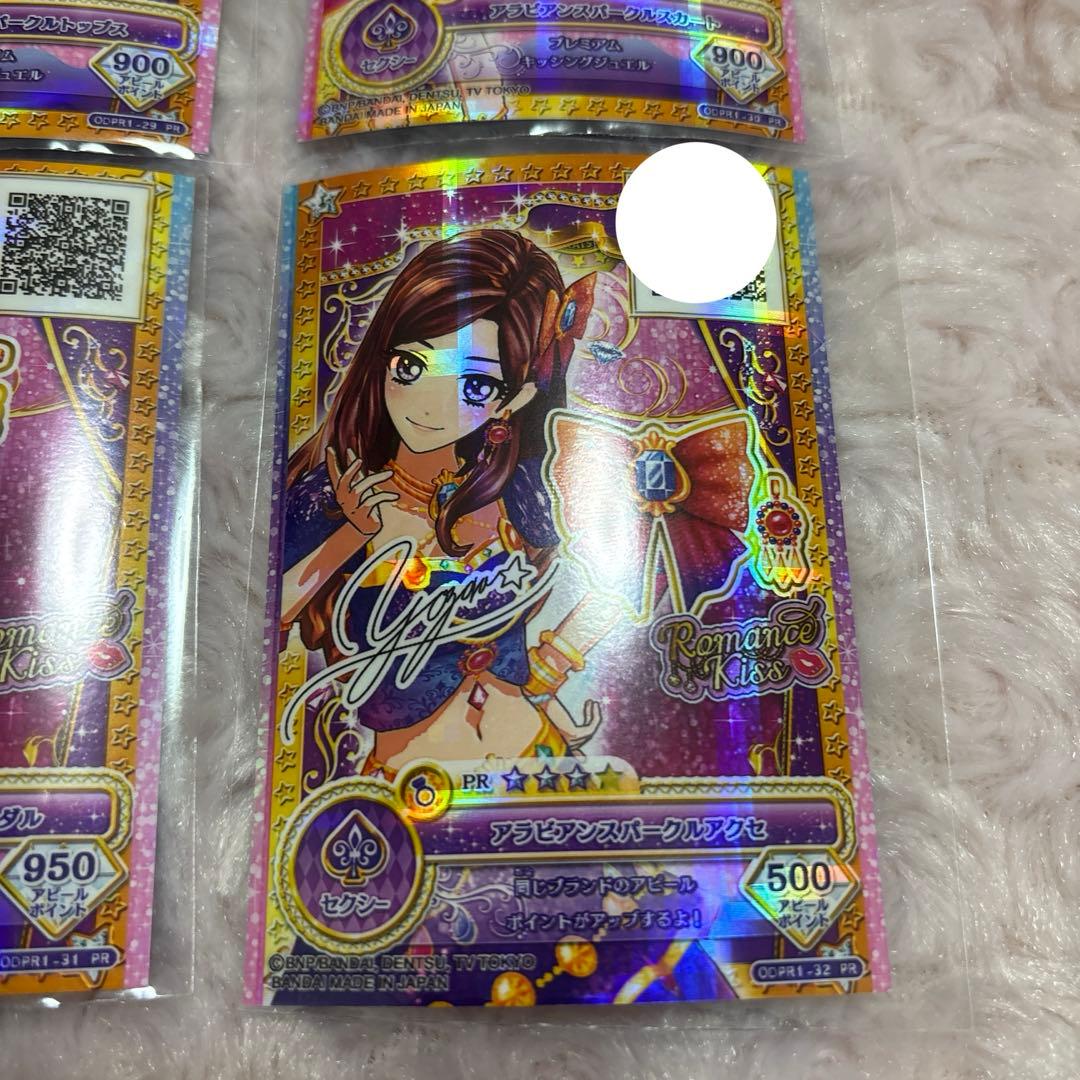 ークルトップス
900
アピール
ポイント
ODPR1-29 PR
アラビアンスパークルスカート
セクシー
プレミアム
キッシングジュエル
900
アピール
ポイント
©BNP/BANDAI, DENTSU, TV TOKYO
BANDAI MADE IN JAPAN
ODPR1-30 PR
Romance
Kiss
ダル
950
アピール
ポイント
ODPR1-31 PR
Romance
Kiss
PR
アラビアンスパークルアクセ
セクシー
同じブランドのアピール
ポイントがアップするよ!
500
アピール
ポイント
©BNP/BANDAI, DENTSU, TV TOKYO
BANDAI MADE IN JAPAN
ODPR1-32 PR